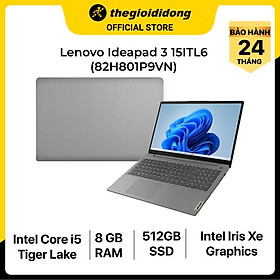 thegioididong
OFFICIAL STORE
BẢO HÀNH
24
THÁNG
Lenovo Ideapad 3 15ITL6
(82H801P9VN)
Intel Core i5
Tiger Lake
8 GB
RAM
512GB
SSD
Intel Iris Xe
Graphics